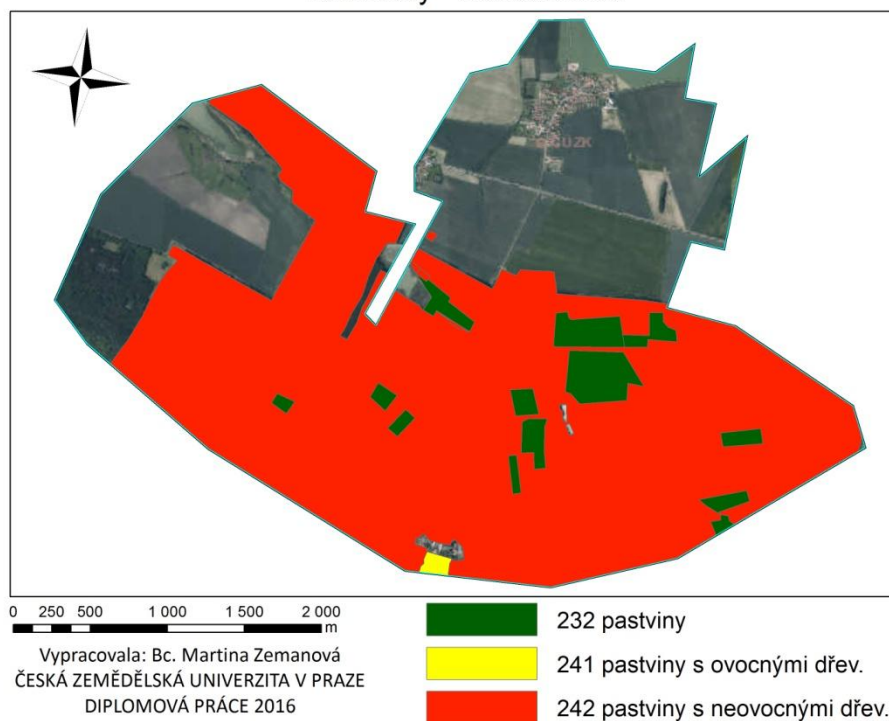 0 250 500 1 000 1 500 2 000
m
Vypracovala: Bc. Martina Zemanová
ČESKÁ ZEMĚDĚLSKÁ UNIVERZITA V PRAZE
DIPLOMOVÁ PRÁCE 2016
232 pastviny
241 pastviny s ovocnými dřev.
242 pastviny s neovocnými dřev.